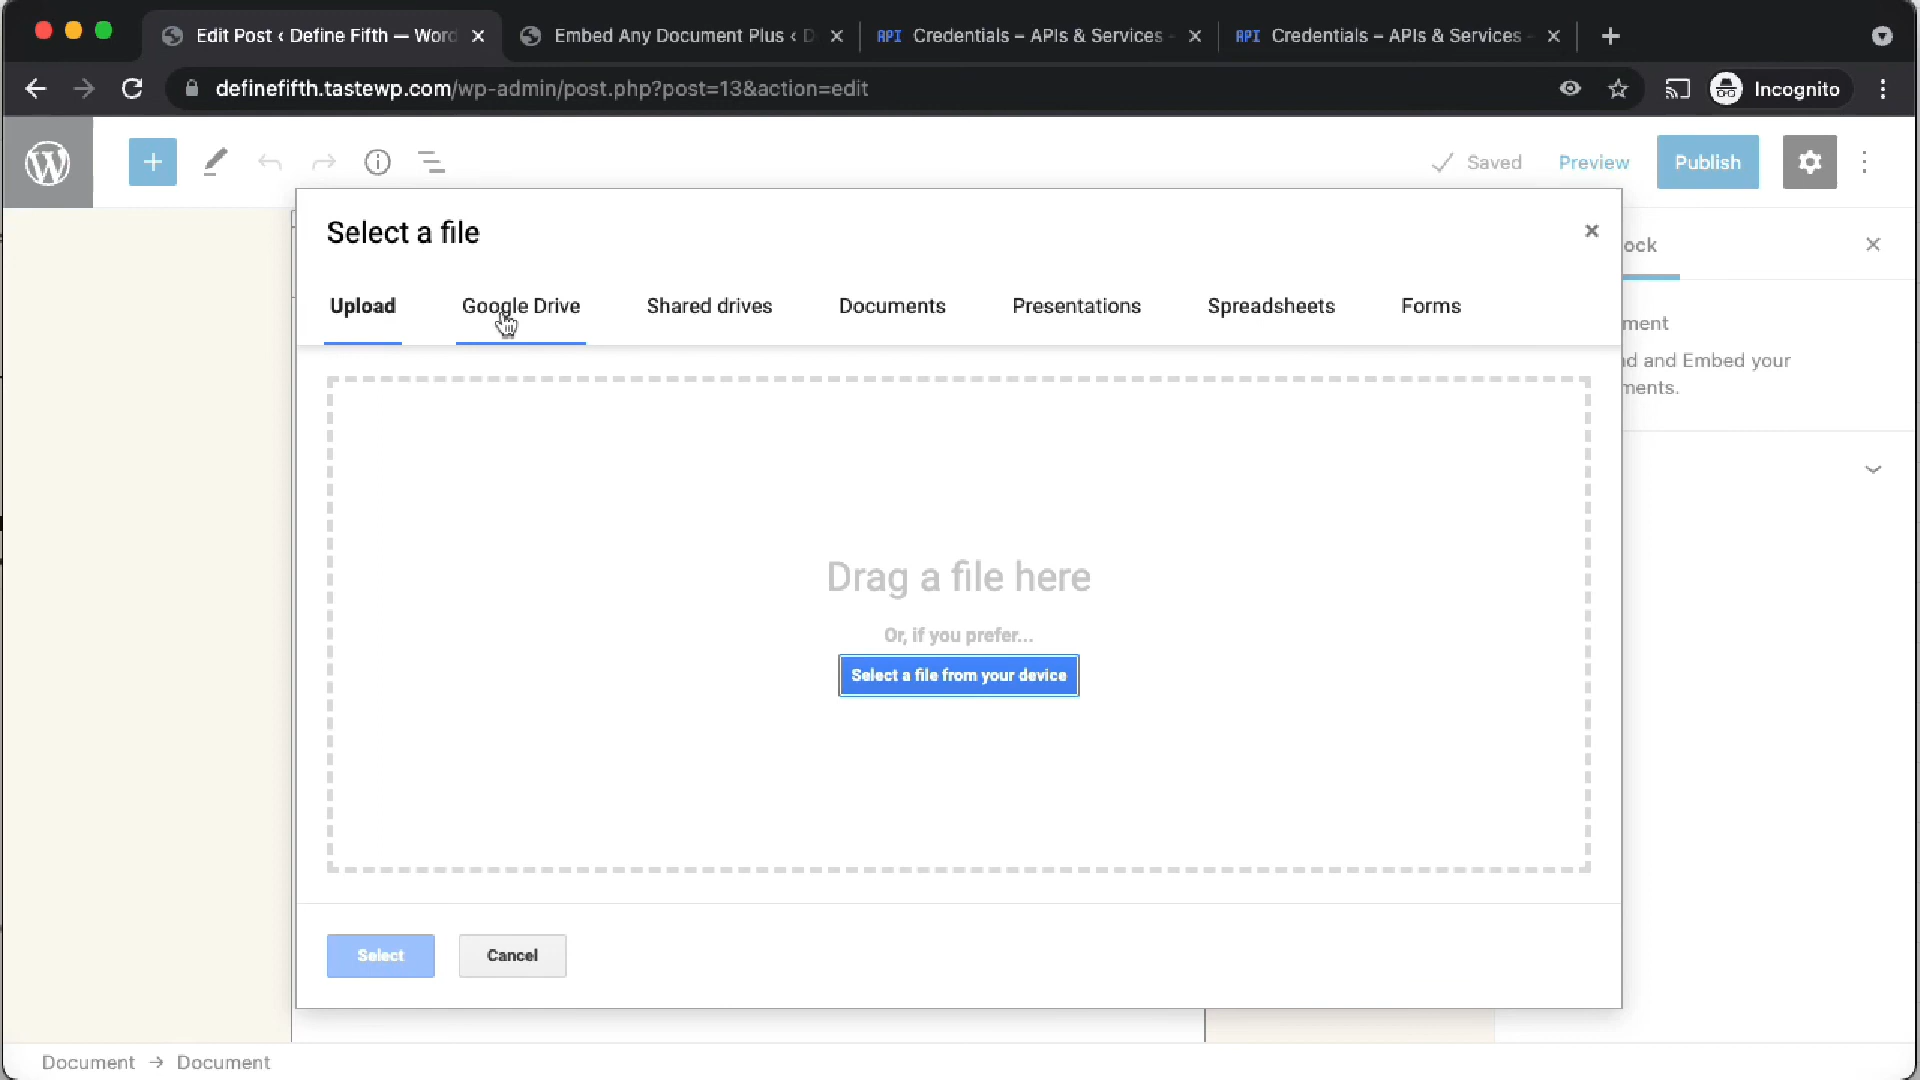 Edit Post ‹ Define Fifth — Word
Embed Any Document Plus ‹ D
API Credentials – APIs & Services
API Credentials – APIs & Services
definefifth.tastewp.com/wp-admin/post.php?post=13&action=edit
Incognito
Saved
Preview
Publish
Select a file
ock
Upload
Google Drive
Shared drives
Documents
Presentations
Spreadsheets
Forms
ment
d and Embed your
ments.
Drag a file here
Or, if you prefer...
Select a file from your device
Select
Cancel
Document → Document